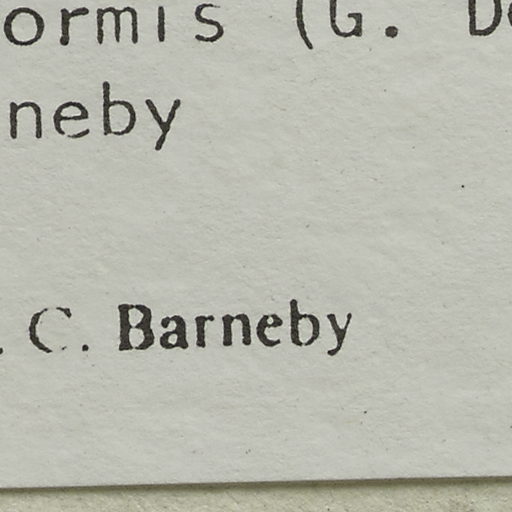 ormis (G. D
neby
. C. Barneby